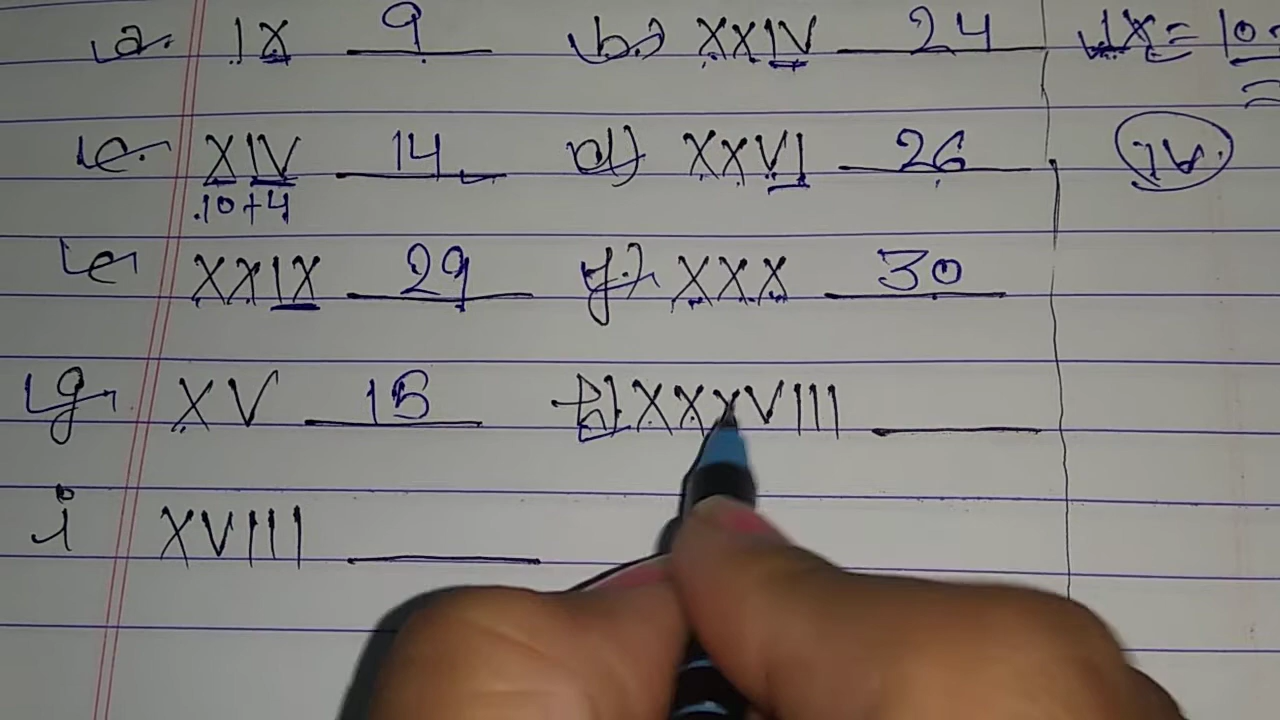 a. IX 9 b.) XXIV 24 IX = 10
c. XIV 14 d) XXVI 26 IV.
10+4
e XXIX 29 f.) XXX 30
g. XV 15 h) XXXVIII
i XVIII